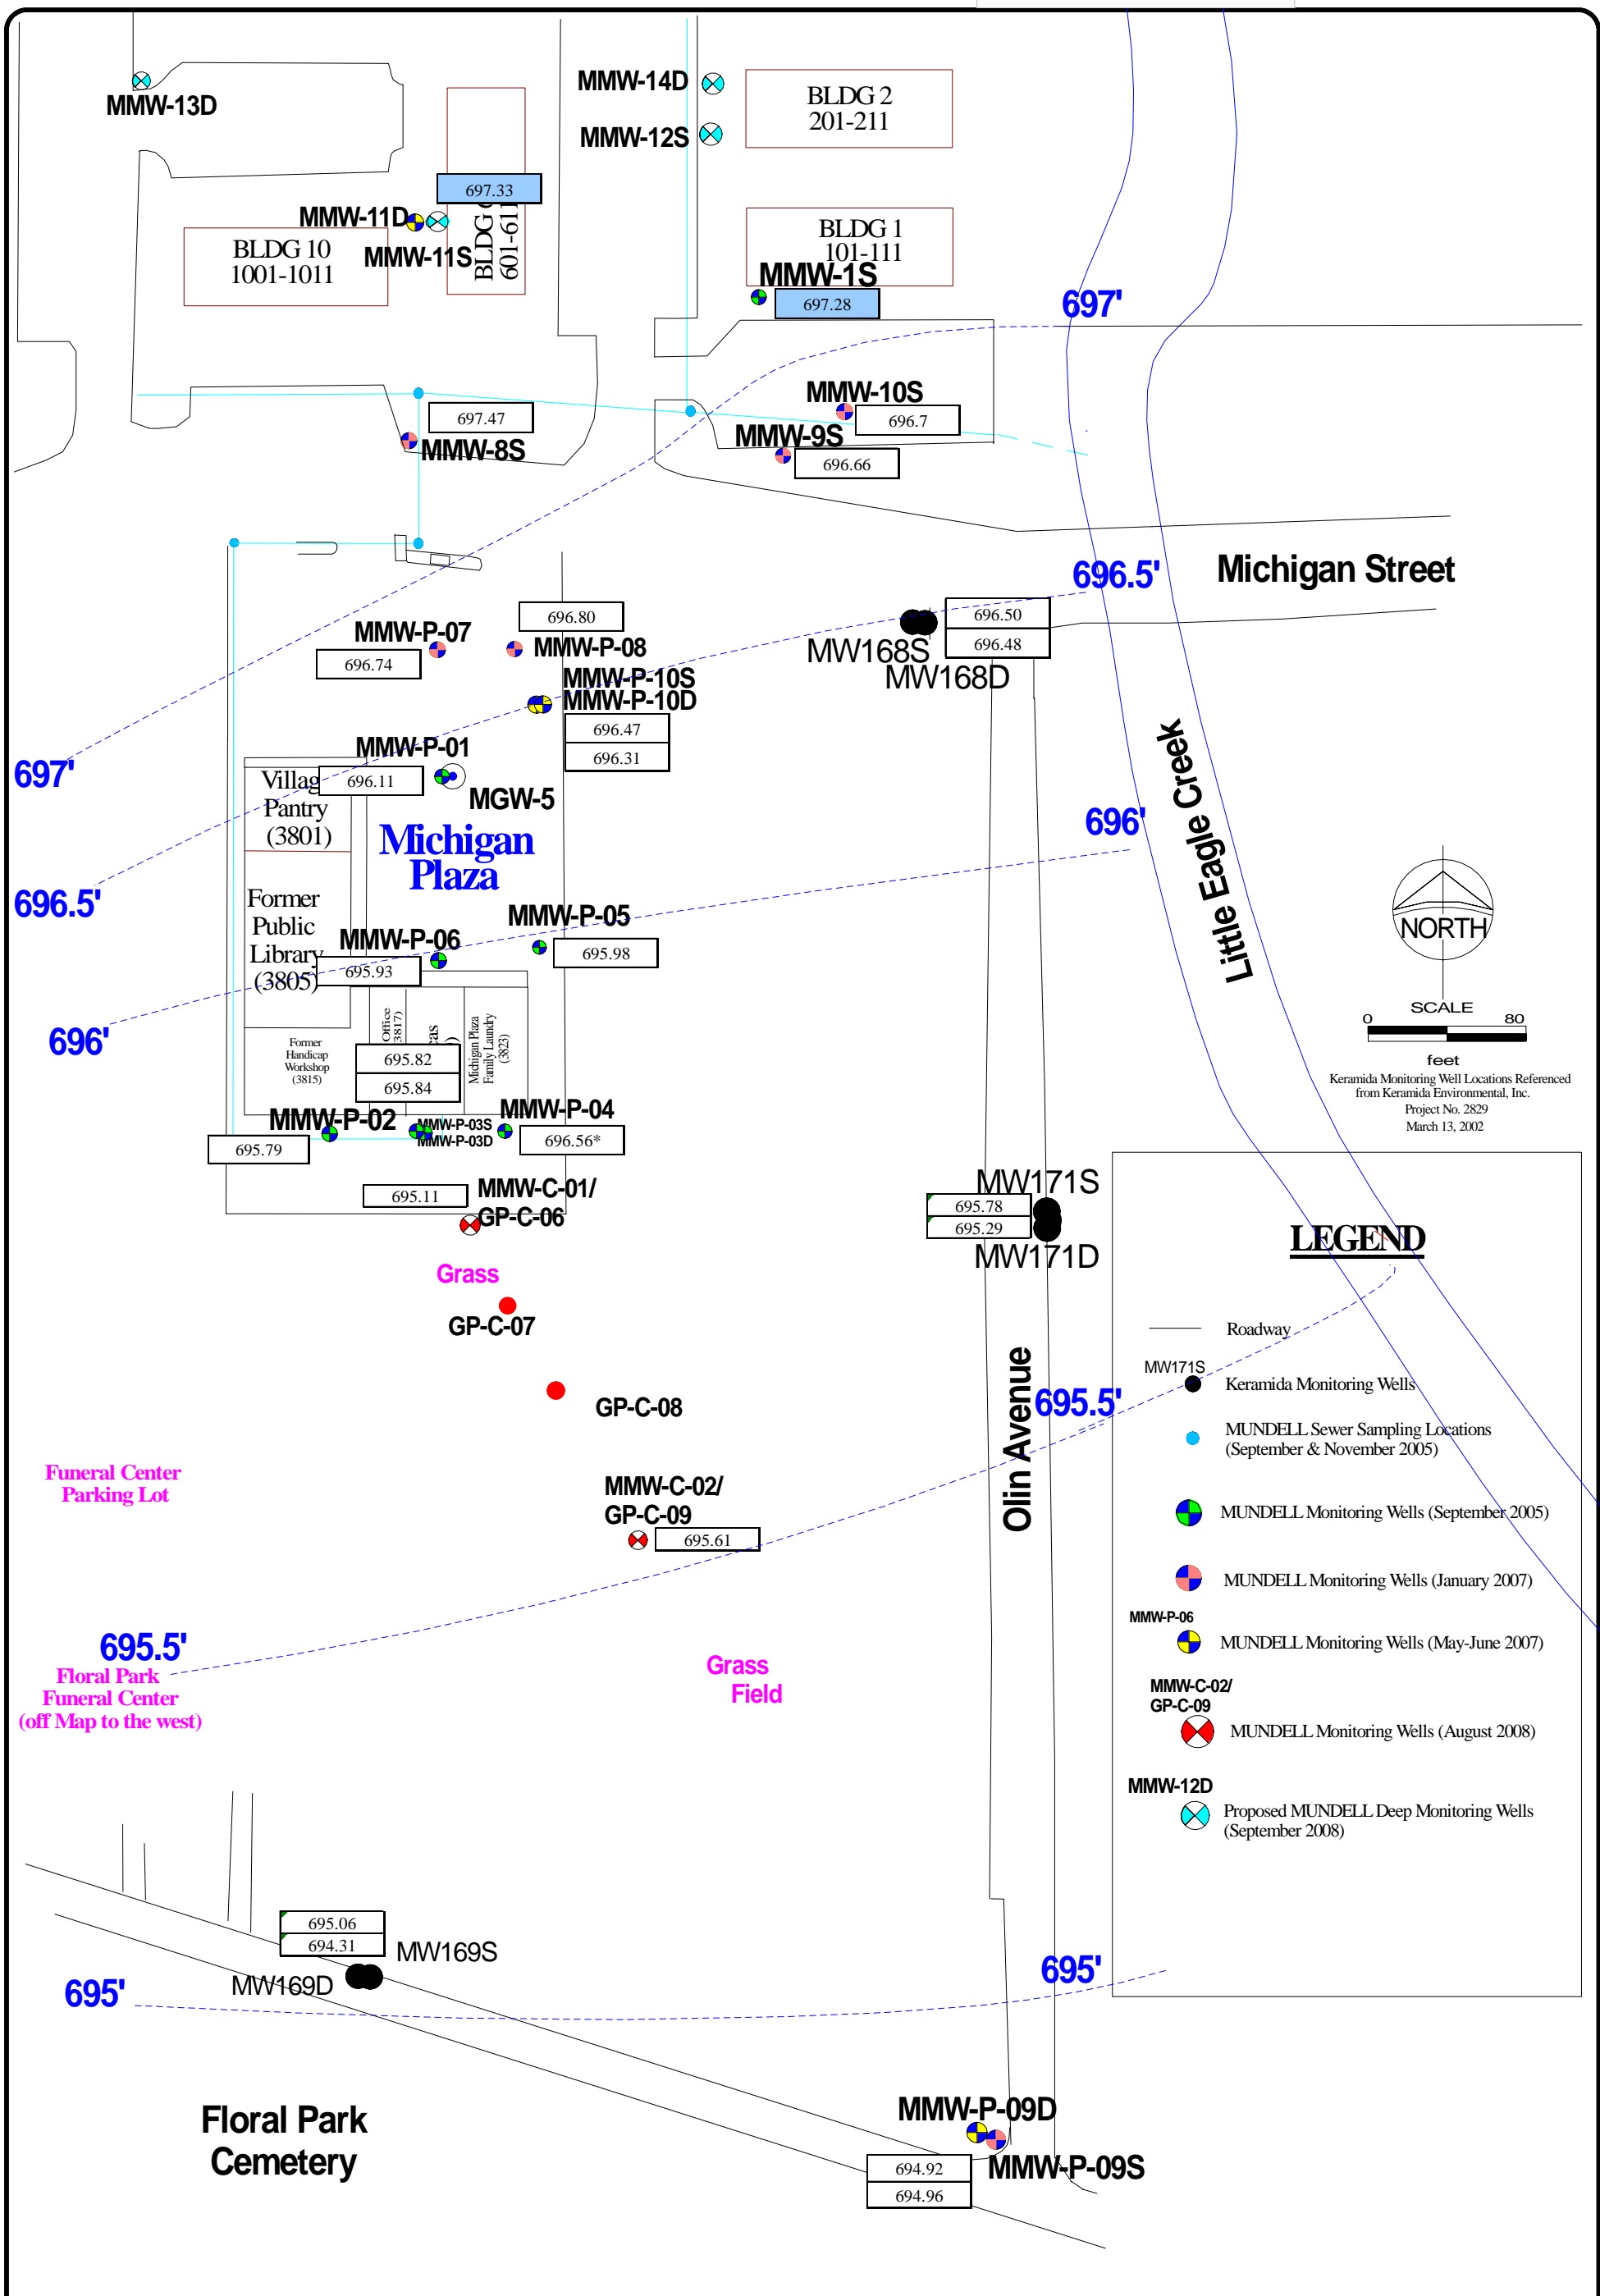 MMW-13D
MMW-14D
MMW-12S
BLDG 2
201-211
697.33
MMW-11D
MMW-11S
BLDG 10
1001-1011
BLDG
601-611
BLDG 1
101-111
MMW-1S
697.28
697'
697.47
MMW-8S
MMW-10S
696.7
MMW-9S
696.66
Michigan Street
696.5'
696.80
MMW-P-07
696.74
MMW-P-08
MMW-P-10S
MMW-P-10D
696.47
696.31
696.50
696.48
MW168S
MW168D
697'
MMW-P-01
696.11
MGW-5
Villag
Pantry
(3801)
Michigan
Plaza
696'
Little Eagle Creek
696.5'
Former
Public
Library
(3805)
MMW-P-05
695.98
MMW-P-06
695.93
NORTH
SCALE
0 80
feet
Keramida Monitoring Well Locations Referenced
from Keramida Environmental, Inc.
Project No. 2829
March 13, 2002
696'
Former
Handicap
Workshop
(3815)
Office
3817)
cas
Michigan Plaza
Family Laundry
(3823)
695.82
695.84
MMW-P-02
695.79
MMW-P-03S
MMW-P-03D
MMW-P-04
696.56*
695.11
MMW-C-01/
GP-C-06
MW171S
695.78
695.29
MW171D
Grass
GP-C-07
GP-C-08
Olin Avenue
695.5'
LEGEND
Roadway
MW171S
Keramida Monitoring Wells
MUNDELL Sewer Sampling Locations
(September & November 2005)
MUNDELL Monitoring Wells (September 2005)
MUNDELL Monitoring Wells (January 2007)
MMW-P-06
MUNDELL Monitoring Wells (May-June 2007)
MMW-C-02/
GP-C-09
MUNDELL Monitoring Wells (August 2008)
MMW-12D
Proposed MUNDELL Deep Monitoring Wells
(September 2008)
Funeral Center
Parking Lot
MMW-C-02/
GP-C-09
695.61
695.5'
Floral Park
Funeral Center
(off Map to the west)
Grass
Field
695.06
694.31
MW169S
MW169D
695'
695'
Floral Park
Cemetery
MMW-P-09D
MMW-P-09S
694.92
694.96